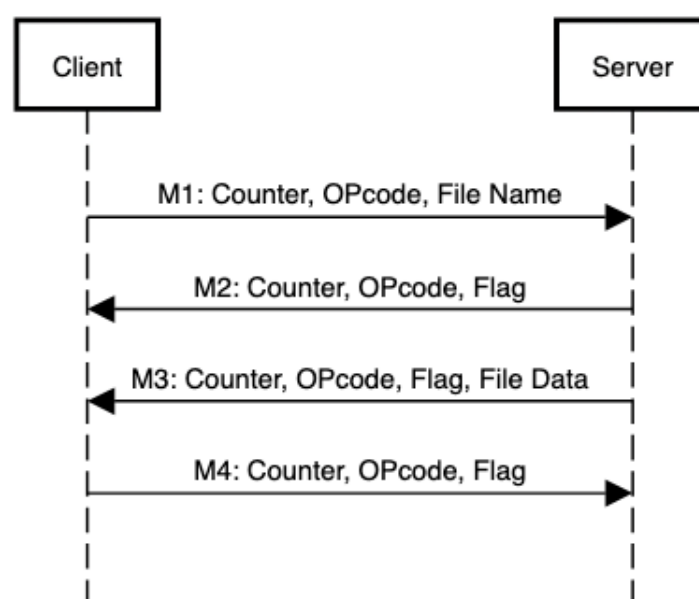 Client
Server
M1: Counter, OPcode, File Name
M2: Counter, OPcode, Flag
M3: Counter, OPcode, Flag, File Data
M4: Counter, OPcode, Flag